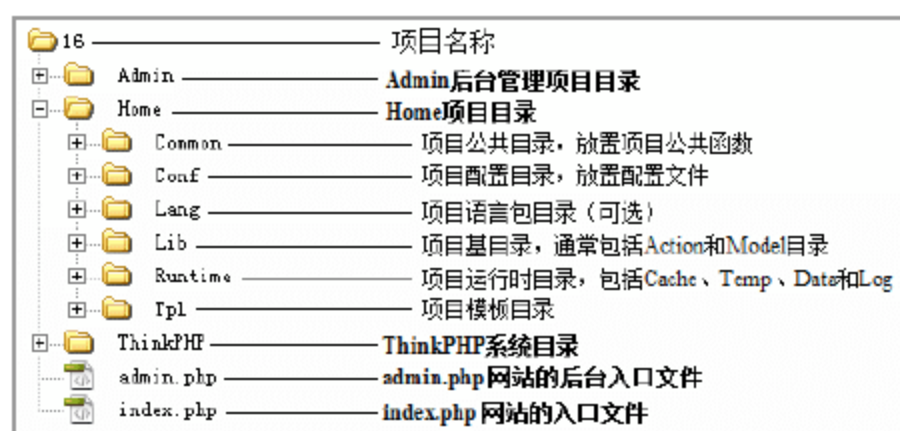 16 项目名称
Admin Admin后台管理项目目录
Home Home项目目录
Common 项目公共目录，放置项目公共函数
Conf 项目配置目录，放置配置文件
Lang 项目语言包目录（可选）
Lib 项目基目录，通常包括Action和Model目录
Runtime 项目运行时目录，包括Cache、Temp、Data和Log
Tpl 项目模板目录
ThinkPHP ThinkPHP系统目录
admin.php admin.php 网站的后台入口文件
index.php index.php 网站的入口文件